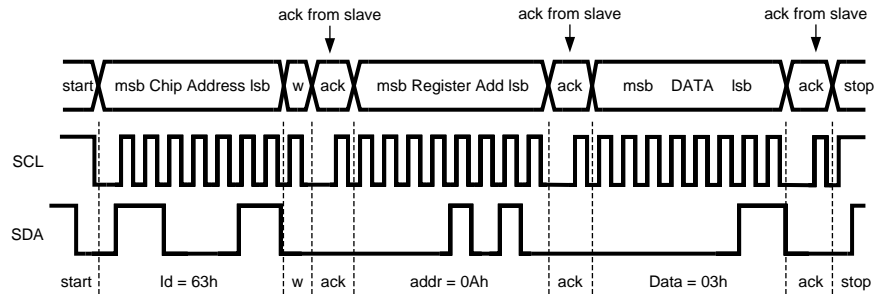 ack from slave ack from slave ack from slave
start msb Chip Address lsb w ack msb Register Add lsb ack msb DATA lsb ack stop
SCL
SDA
start Id = 63h w ack addr = 0Ah ack Data = 03h ack stop